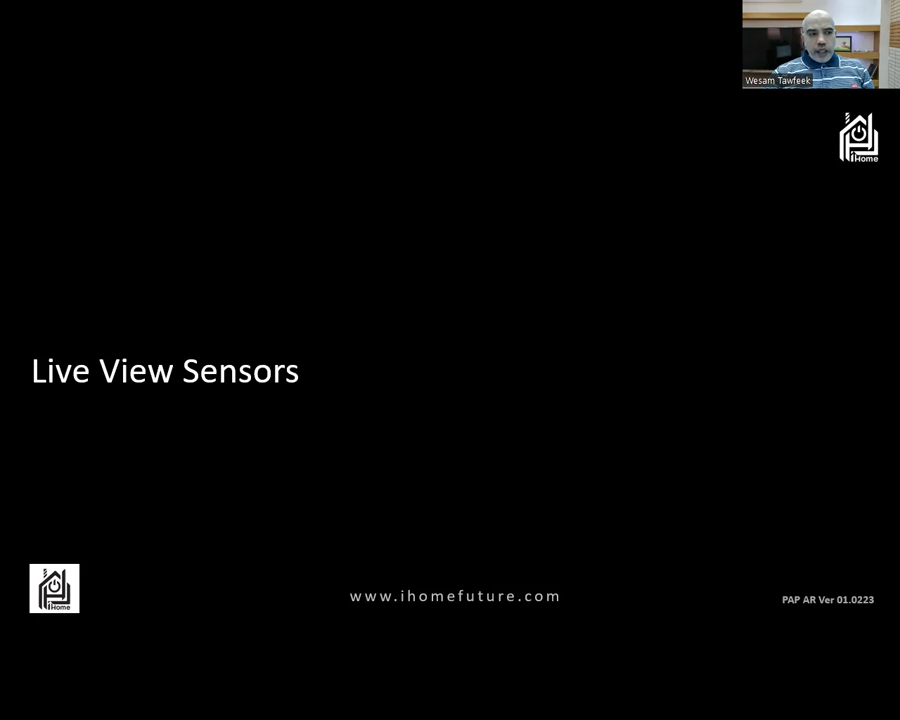 Wesam Tawfeek
iHome
Live View Sensors
iHome
www.ihomefuture.com
PAP AR Ver 01.0223